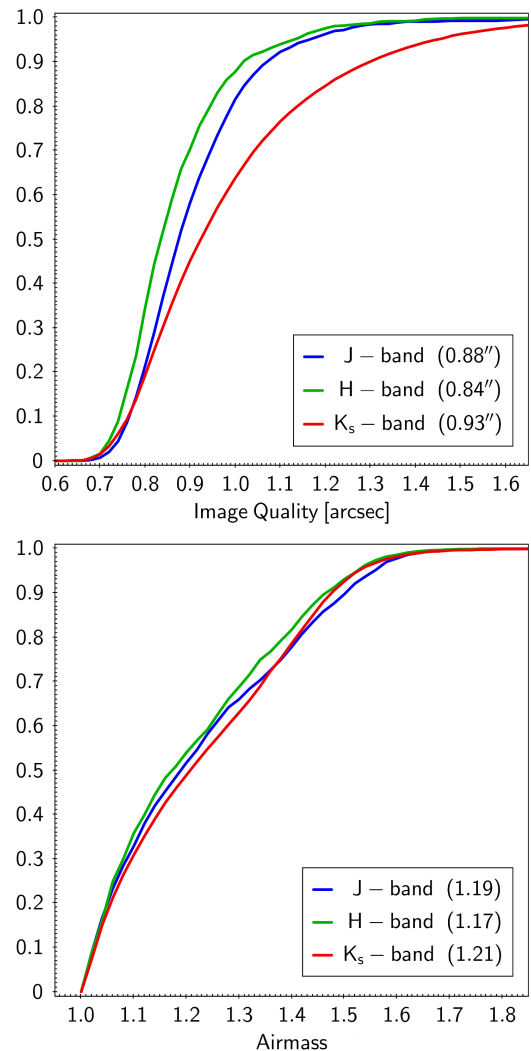 1.0
0.9
0.8
0.7
0.6
0.5
0.4
0.3
0.2
0.1
0
J – band (0.88″)
H – band (0.84″)
Kₛ – band (0.93″)
0.6 0.7 0.8 0.9 1.0 1.1 1.2 1.3 1.4 1.5 1.6
Image Quality [arcsec]
1.0
0.9
0.8
0.7
0.6
0.5
0.4
0.3
0.2
0.1
0
J – band (1.19)
H – band (1.17)
Kₛ – band (1.21)
1.0 1.1 1.2 1.3 1.4 1.5 1.6 1.7 1.8
Airmass